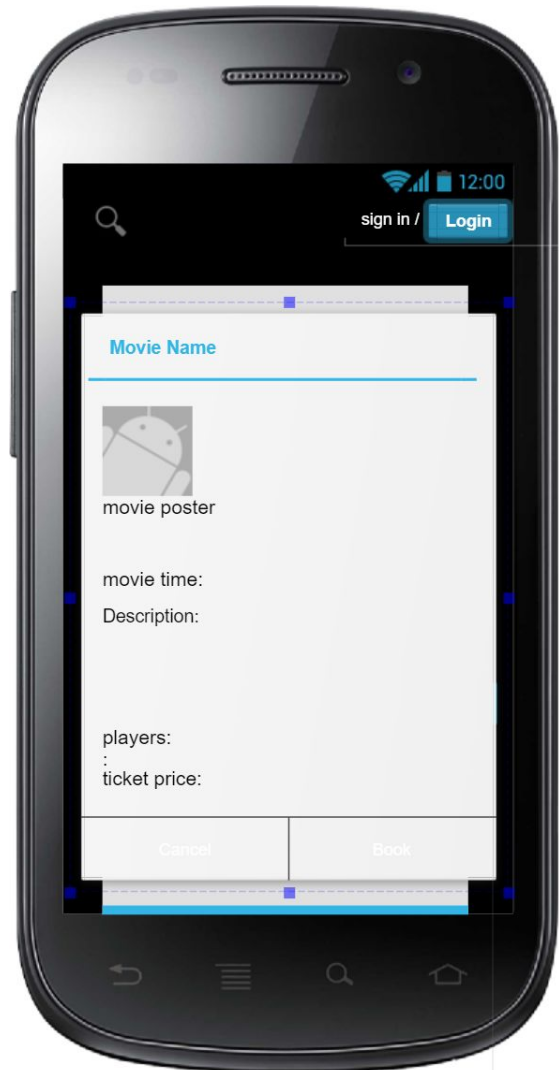 12:00
sign in / Login
Movie Name
movie poster
movie time:
Description:
players:
:
ticket price:
Cancel Book